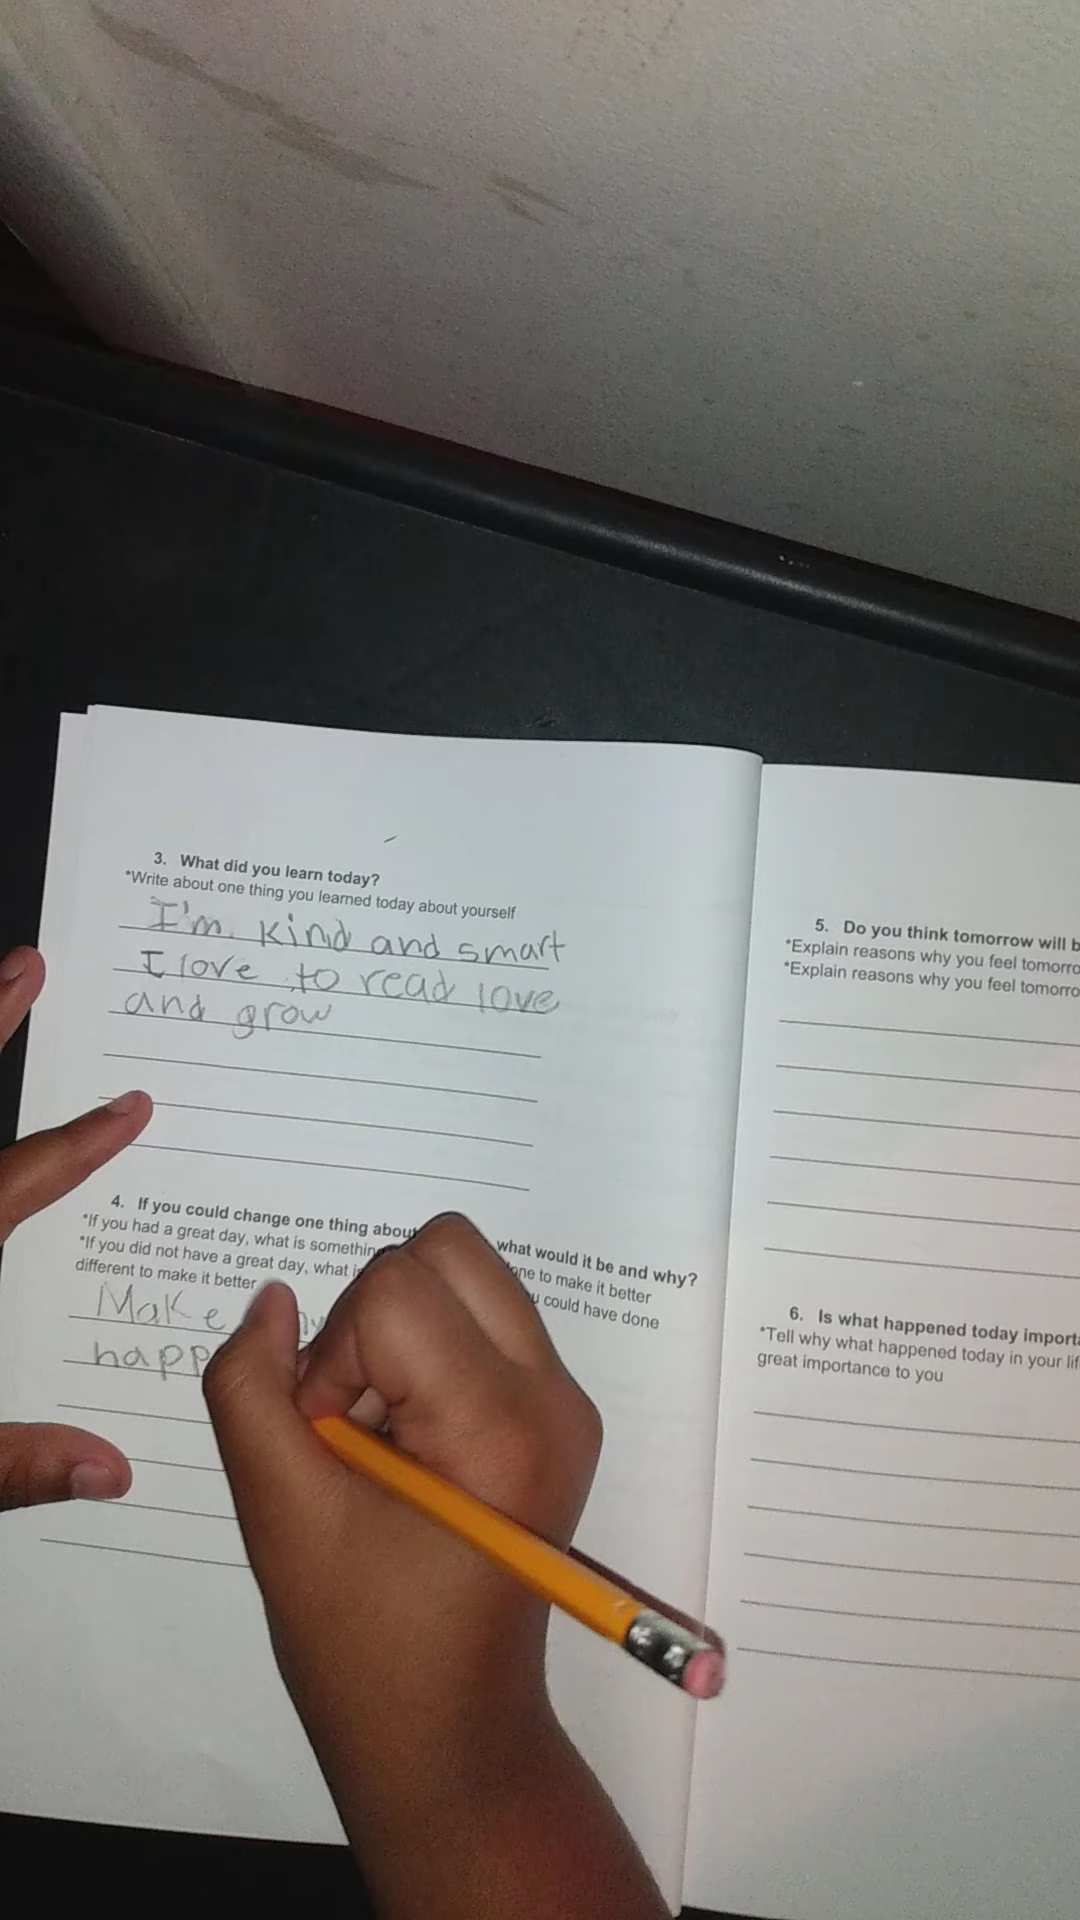 3. What did you learn today?
*Write about one thing you learned today about yourself
I'm kind and smart
I love to read love
and grow
4. If you could change one thing about what would it be and why?
*If you had a great day, what is somethin one to make it better
*If you did not have a great day, what i u could have done
different to make it better
Make
happ
5. Do you think tomorrow will b
*Explain reasons why you feel tomorro
*Explain reasons why you feel tomorro
6. Is what happened today importa
*Tell why what happened today in your lif
great importance to you